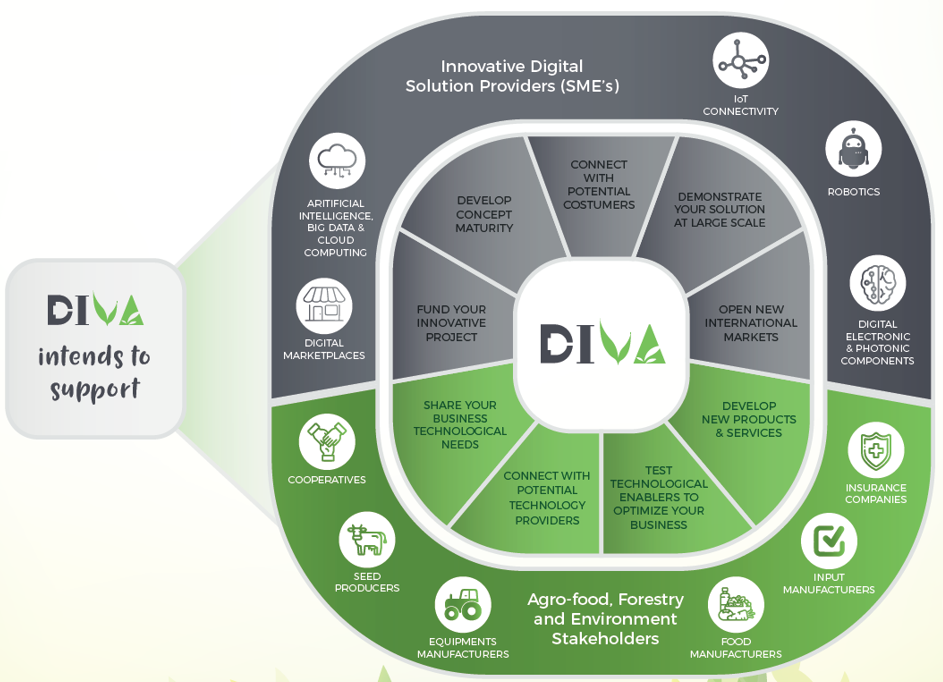 DIVA
intends to
support
Innovative Digital
Solution Providers (SME's)
IoT
CONNECTIVITY
ROBOTICS
ARITIFICIAL
INTELLIGENCE,
BIG DATA &
CLOUD
COMPUTING
DIGITAL
MARKETPLACES
DIGITAL
ELECTRONIC
& PHOTONIC
COMPONENTS
DEVELOP
CONCEPT
MATURITY
CONNECT
WITH
POTENTIAL
COSTUMERS
DEMONSTRATE
YOUR SOLUTION
AT LARGE SCALE
FUND YOUR
INNOVATIVE
PROJECT
OPEN NEW
INTERNATIONAL
MARKETS
DIVA
SHARE YOUR
BUSINESS
TECHNOLOGICAL
NEEDS
CONNECT WITH
POTENTIAL
TECHNOLOGY
PROVIDERS
TEST
TECHNOLOGICAL
ENABLERS TO
OPTIMIZE YOUR
BUSINESS
DEVELOP
NEW PRODUCTS
& SERVICES
COOPERATIVES
SEED
PRODUCERS
EQUIPMENTS
MANUFACTURERS
Agro-food, Forestry
and Environment
Stakeholders
FOOD
MANUFACTURERS
INPUT
MANUFACTURERS
INSURANCE
COMPANIES